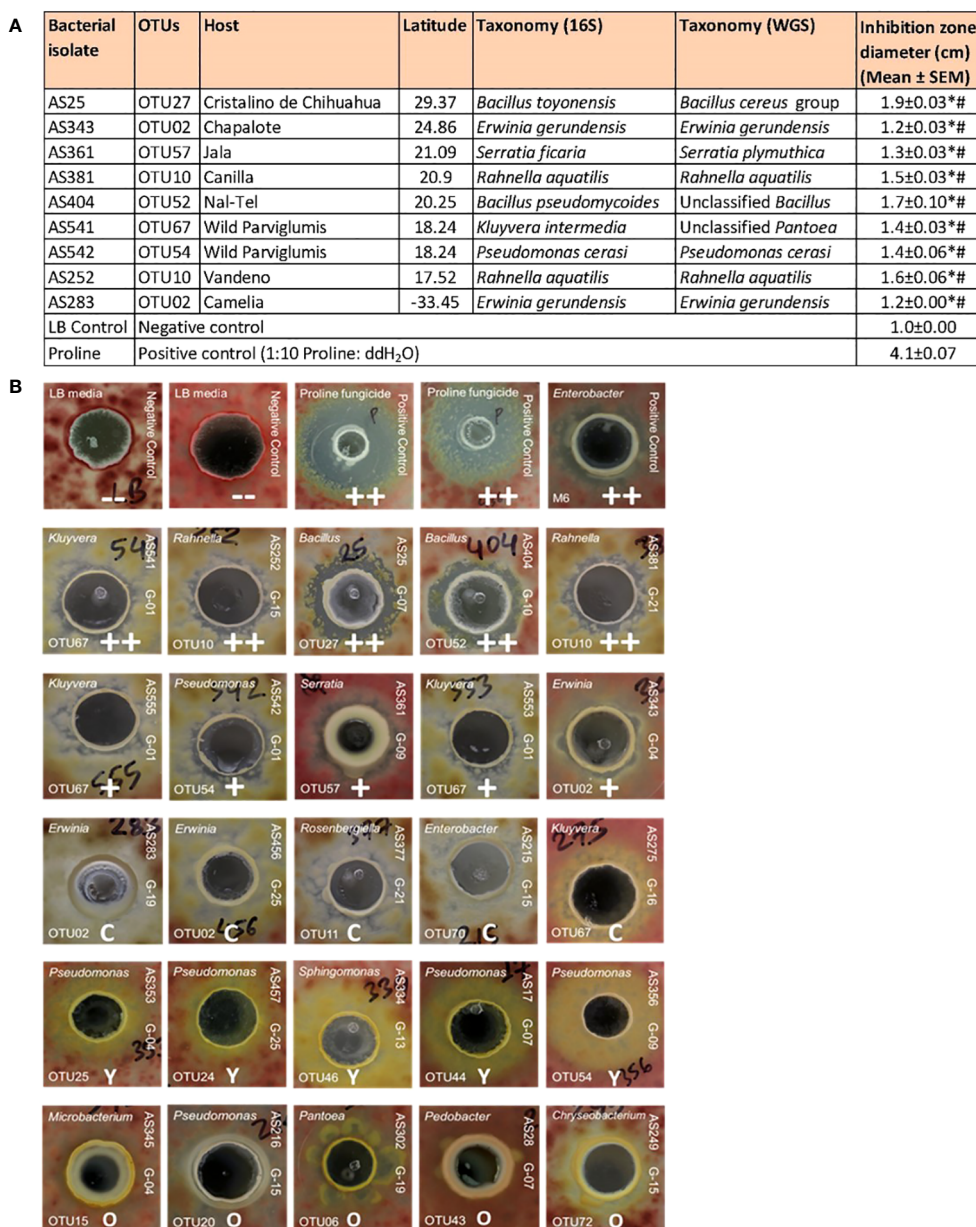 A
Bacterial isolate OTUs Host Latitude Taxonomy (16S) Taxonomy (WGS) Inhibition zone diameter (cm) (Mean ± SEM)
AS25 OTU27 Cristalino de Chihuahua 29.37 Bacillus toyonensis Bacillus cereus group 1.9±0.03*#
AS343 OTU02 Chapalote 24.86 Erwinia gerundensis Erwinia gerundensis 1.2±0.03*#
AS361 OTU57 Jala 21.09 Serratia ficaria Serratia plymuthica 1.3±0.03*#
AS381 OTU10 Canilla 20.9 Rahnella aquatilis Rahnella aquatilis 1.5±0.03*#
AS404 OTU52 Nal-Tel 20.25 Bacillus pseudomycoides Unclassified Bacillus 1.7±0.10*#
AS541 OTU67 Wild Parviglumis 18.24 Kluyvera intermedia Unclassified Pantoea 1.4±0.03*#
AS542 OTU54 Wild Parviglumis 18.24 Pseudomonas cerasi Pseudomonas cerasi 1.4±0.06*#
AS252 OTU10 Vandeno 17.52 Rahnella aquatilis Rahnella aquatilis 1.6±0.06*#
AS283 OTU02 Camelia -33.45 Erwinia gerundensis Erwinia gerundensis 1.2±0.00*#
LB Control Negative control 1.0±0.00
Proline Positive control (1:10 Proline: ddH₂O) 4.1±0.07
B
LB media Negative Control LB --
LB media Negative Control --
Proline fungicide Positive Control P ++
Proline fungicide Positive Control P ++
Enterobacter Positive Control M6 ++
Kluyvera 541 AS541 G-01 OTU67 ++
Rahnella AS252 G-15 OTU10 ++
Bacillus 25 AS25 G-07 OTU27 ++
Bacillus 404 AS404 G-10 OTU52 ++
Rahnella AS381 G-21 OTU10 ++
Kluyvera AS555 G-01 OTU67 555 +
Pseudomonas 542 AS542 G-01 OTU54 +
Serratia AS361 G-09 OTU57 +
Kluyvera 553 AS553 G-01 OTU67 +
Erwinia AS343 G-04 OTU02 +
Erwinia 283 AS283 G-19 OTU02 C
Erwinia AS456 G-25 OTU02 456 C
Rosenbergiella 377 AS377 G-21 OTU11 C
Enterobacter AS215 G-15 OTU70 C
Kluyvera 275 AS275 G-16 OTU67 C
Pseudomonas AS353 G-04 OTU25 Y
Pseudomonas AS457 G-25 OTU24 Y
Sphingomonas 334 AS334 G-13 OTU46 Y
Pseudomonas 17 AS17 G-07 OTU44 Y
Pseudomonas AS356 G-09 OTU54 356 Y
Microbacterium AS345 G-04 OTU15 O
Pseudomonas AS216 G-15 OTU20 O
Pantoea AS302 G-19 OTU06 O
Pedobacter AS28 G-07 OTU43 O
Chryseobacterium AS249 G-15 OTU72 O